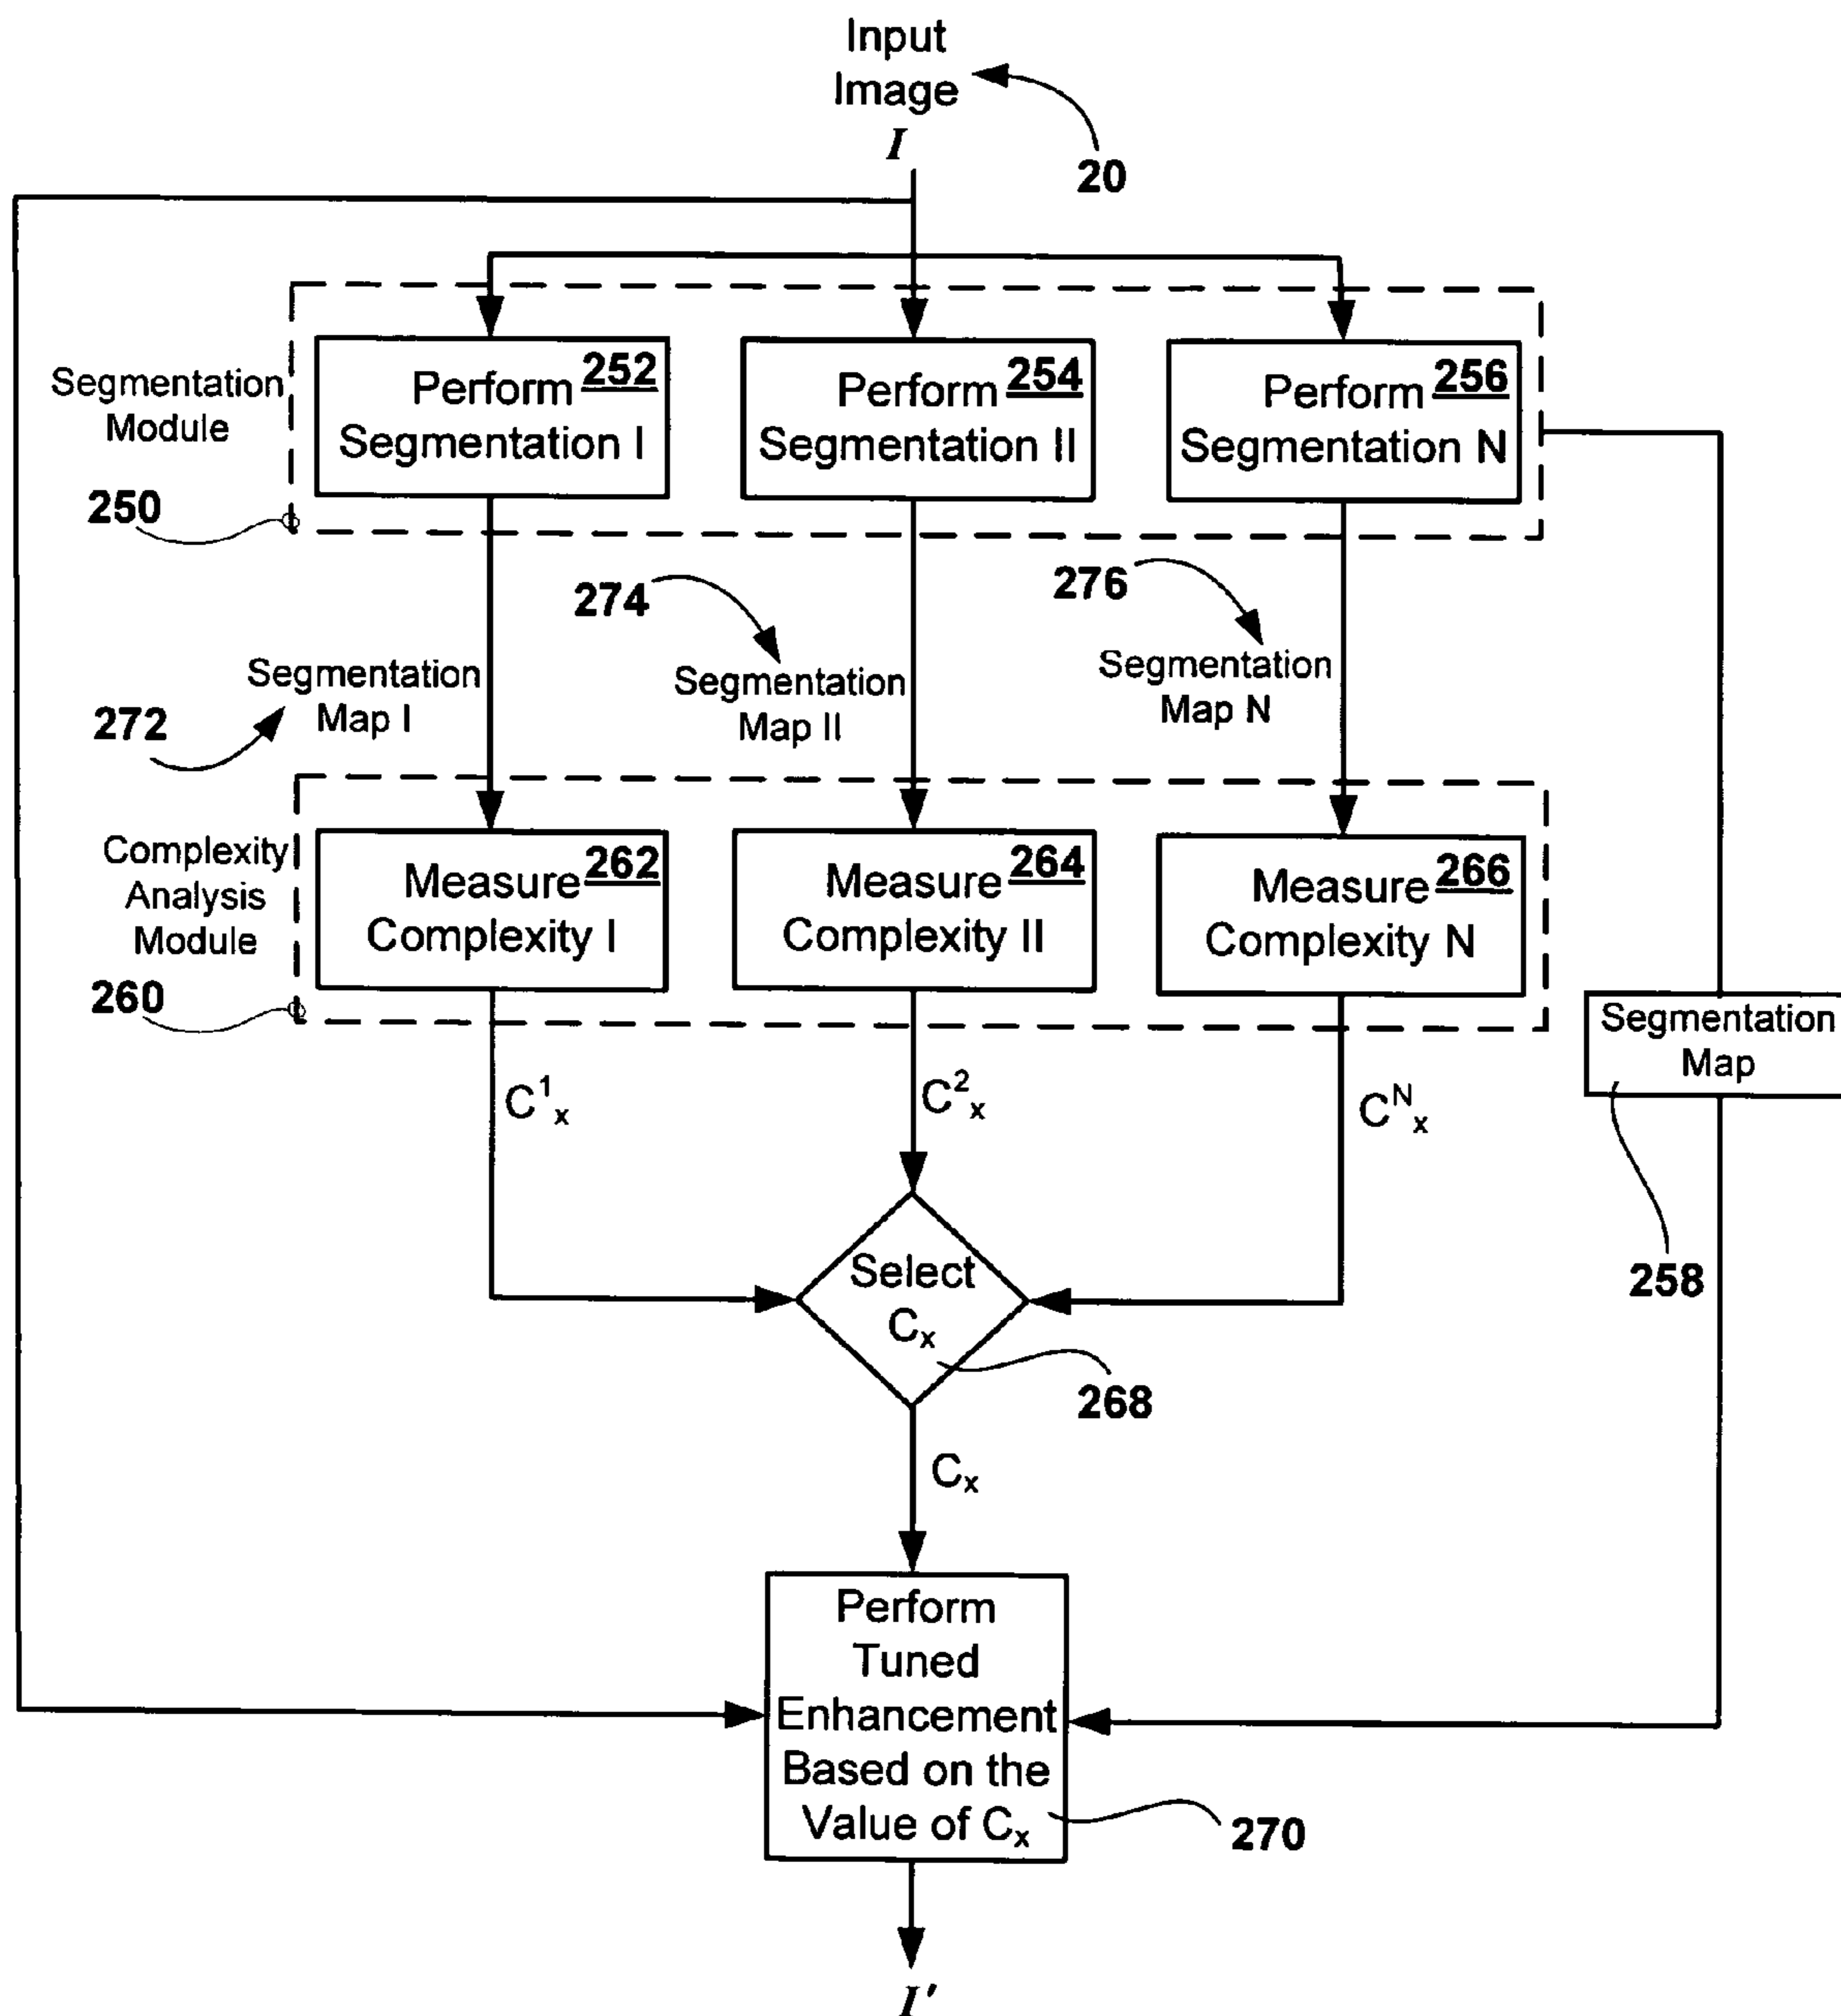 Input
Image
I
20
Segmentation
Module
250
Perform 252
Segmentation I
Perform 254
Segmentation II
Perform 256
Segmentation N
272
Segmentation
Map I
274
Segmentation
Map II
276
Segmentation
Map N
Complexity
Analysis
Module
260
Measure 262
Complexity I
Measure 264
Complexity II
Measure 266
Complexity N
Segmentation
Map
258
C¹ₓ
C²ₓ
Cᴺₓ
Select
Cₓ
268
Cₓ
Perform
Tuned
Enhancement
Based on the
Value of Cₓ
270
I'